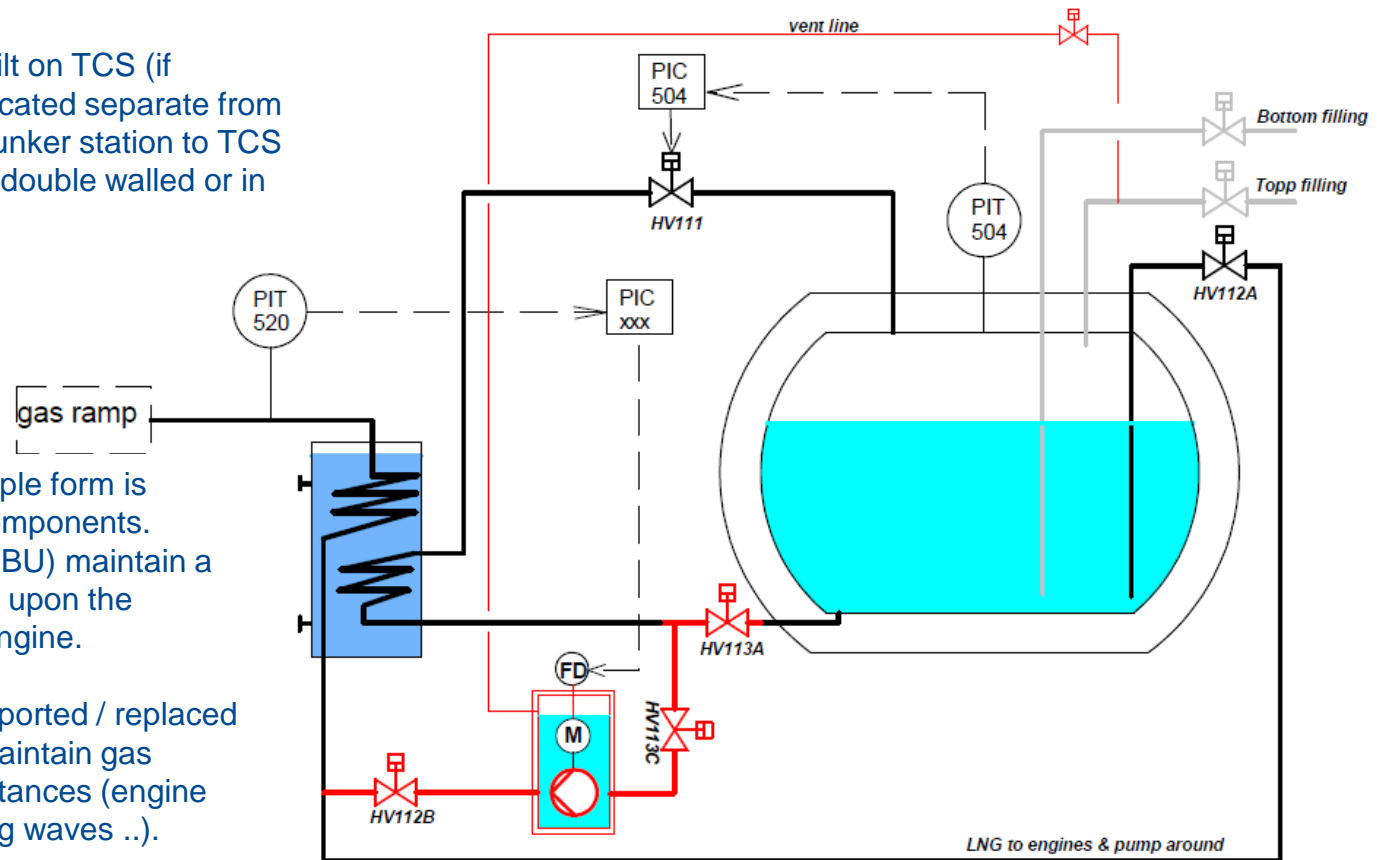 ilt on TCS (if
cated separate from
unker station to TCS
double walled or in
ple form is
omponents.
BU) maintain a
upon the
ngine.
ported / replaced
aintain gas
tances (engine
g waves ..).
vent line
PIC
504
HV111
PIT
504
Bottom filling
Topp filling
HV112A
PIT
520
PIC
xxx
gas ramp
HV113A
FD
M
HV113C
HV112B
LNG to engines & pump around